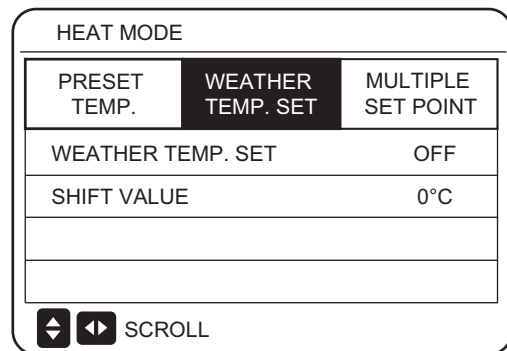 HEAT MODE
PRESET TEMP.
WEATHER TEMP. SET
MULTIPLE SET POINT
WEATHER TEMP. SET OFF
SHIFT VALUE 0°C
SCROLL